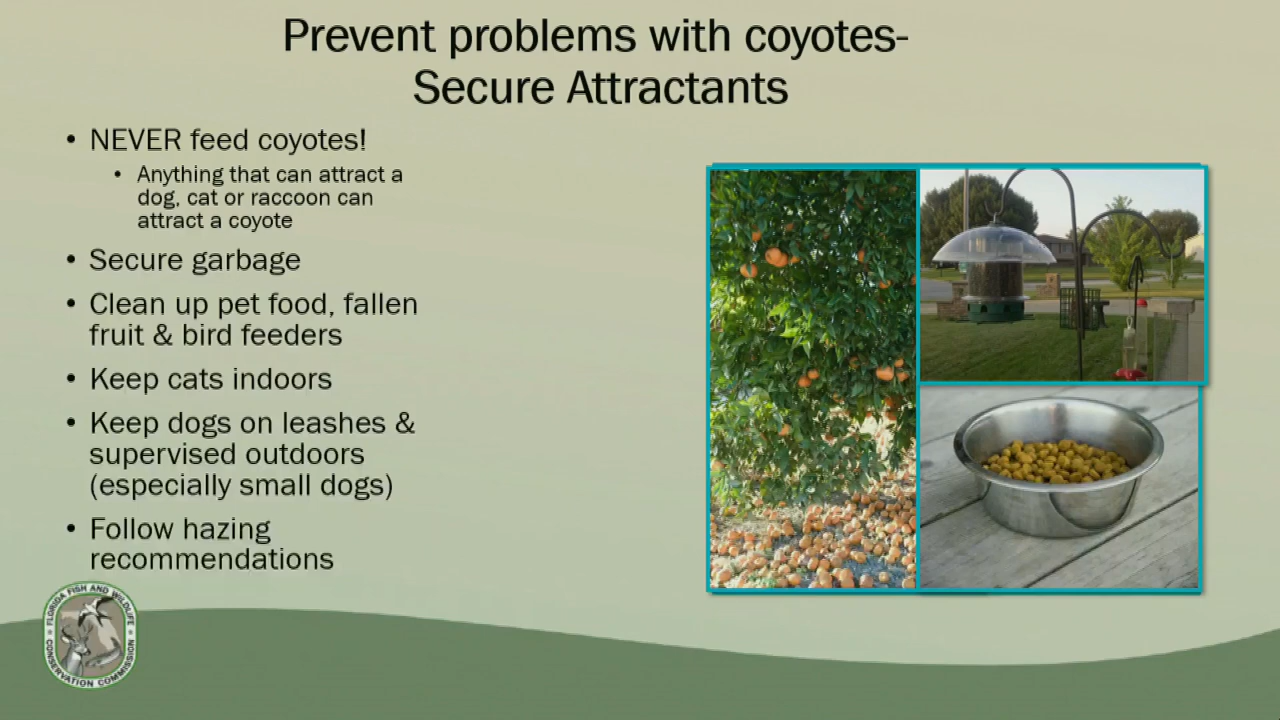 Prevent problems with coyotes-
Secure Attractants
• NEVER feed coyotes!
• Anything that can attract a
dog, cat or raccoon can
attract a coyote
• Secure garbage
• Clean up pet food, fallen
fruit & bird feeders
• Keep cats indoors
• Keep dogs on leashes &
supervised outdoors
(especially small dogs)
• Follow hazing
recommendations
FLORIDA FISH AND WILDLIFE
CONSERVATION COMMISSION